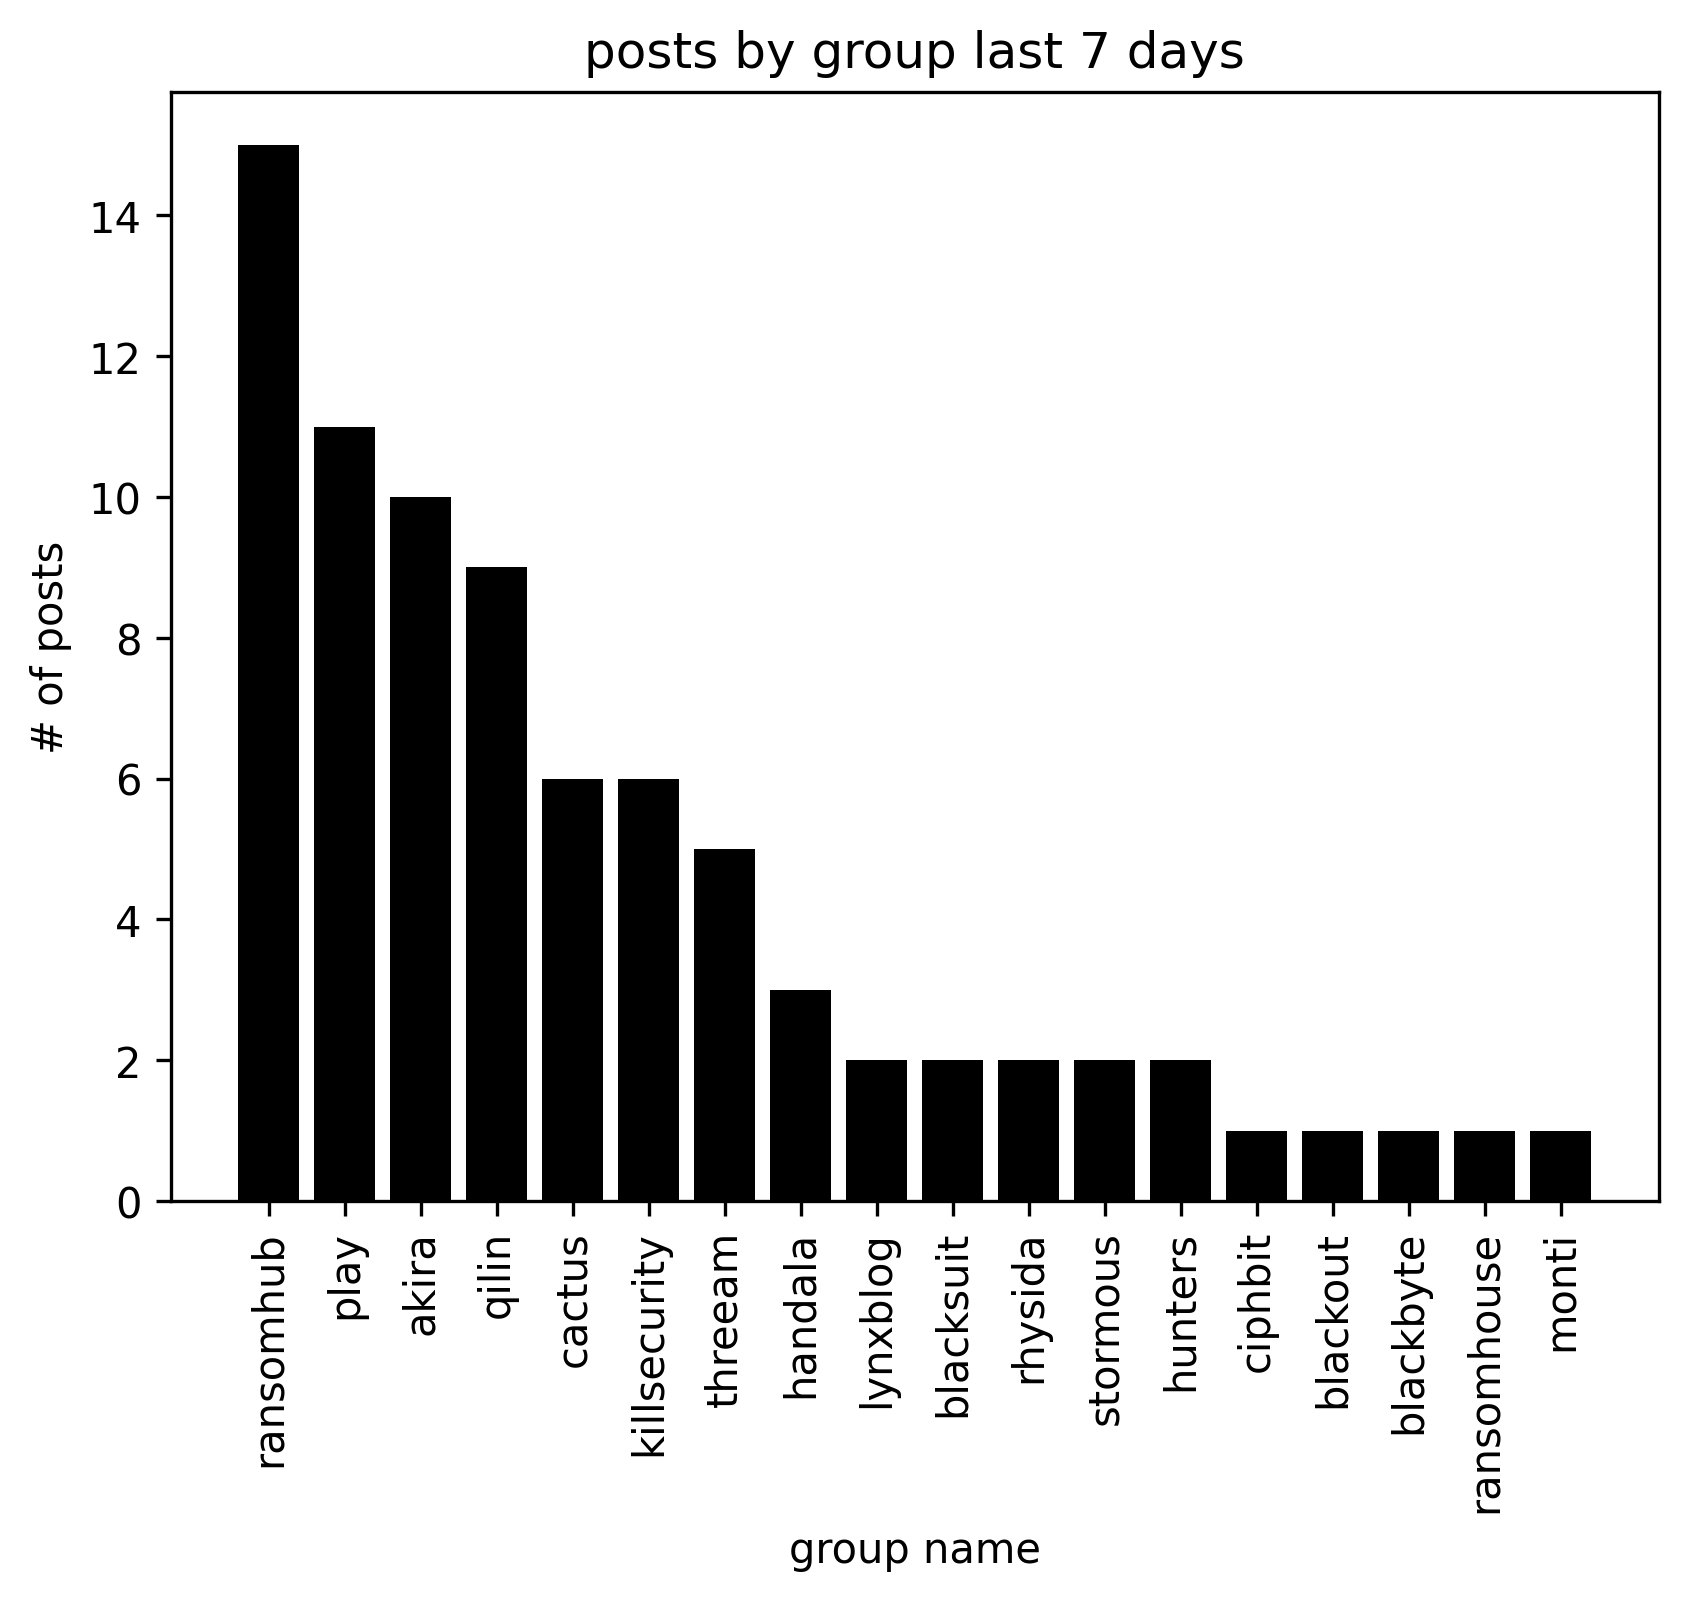 posts by group last 7 days
14
12
10
8
6
4
2
0
# of posts
ransomhub
play
akira
qilin
cactus
killsecurity
threeam
handala
lynxblog
blacksuit
rhysida
stormous
hunters
ciphbit
blackout
blackbyte
ransomhouse
monti
group name